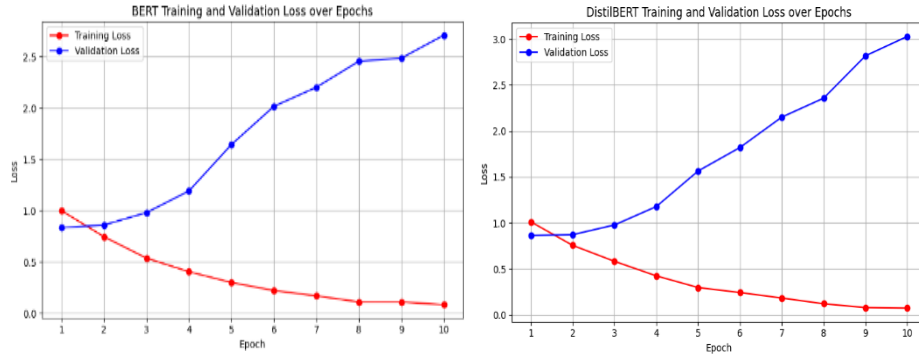 BERT Training and Validation Loss over Epochs
Training Loss
Validation Loss
2.5
2.0
1.5
1.0
0.5
0.0
Loss
1 2 3 4 5 6 7 8 9 10
Epoch
DistilBERT Training and Validation Loss over Epochs
Training Loss
Validation Loss
3.0
2.5
2.0
1.5
1.0
0.5
0.0
Loss
1 2 3 4 5 6 7 8 9 10
Epoch